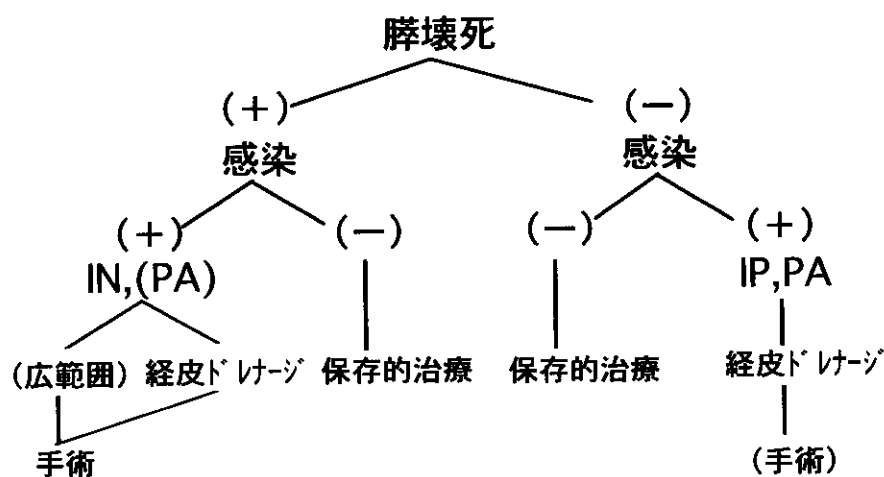 膵壊死
(+) (−)
感染 感染
(+) (−) (−) (+)
IN,(PA) IP,PA
(広範囲) 経皮ドレナージ 保存的治療 保存的治療 経皮ドレナージ
手術 (手術)